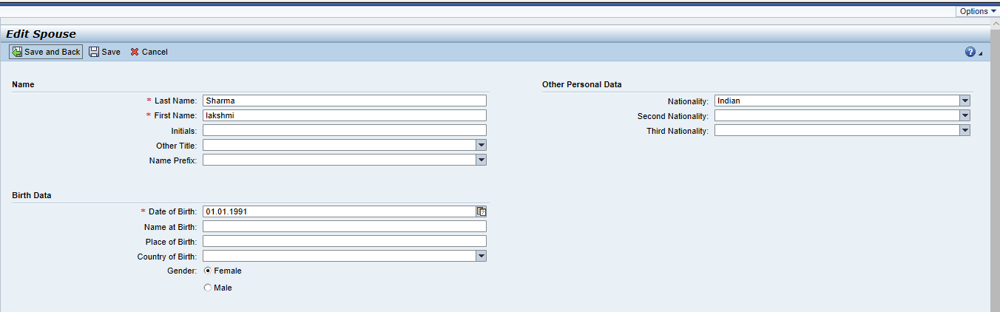 Options
Edit Spouse
Save and Back Save Cancel
Name
* Last Name: Sharma
* First Name: lakshmi
Initials:
Other Title:
Name Prefix:
Other Personal Data
Nationality: Indian
Second Nationality:
Third Nationality:
Birth Data
* Date of Birth: 01.01.1991
Name at Birth:
Place of Birth:
Country of Birth:
Gender: Female
Male